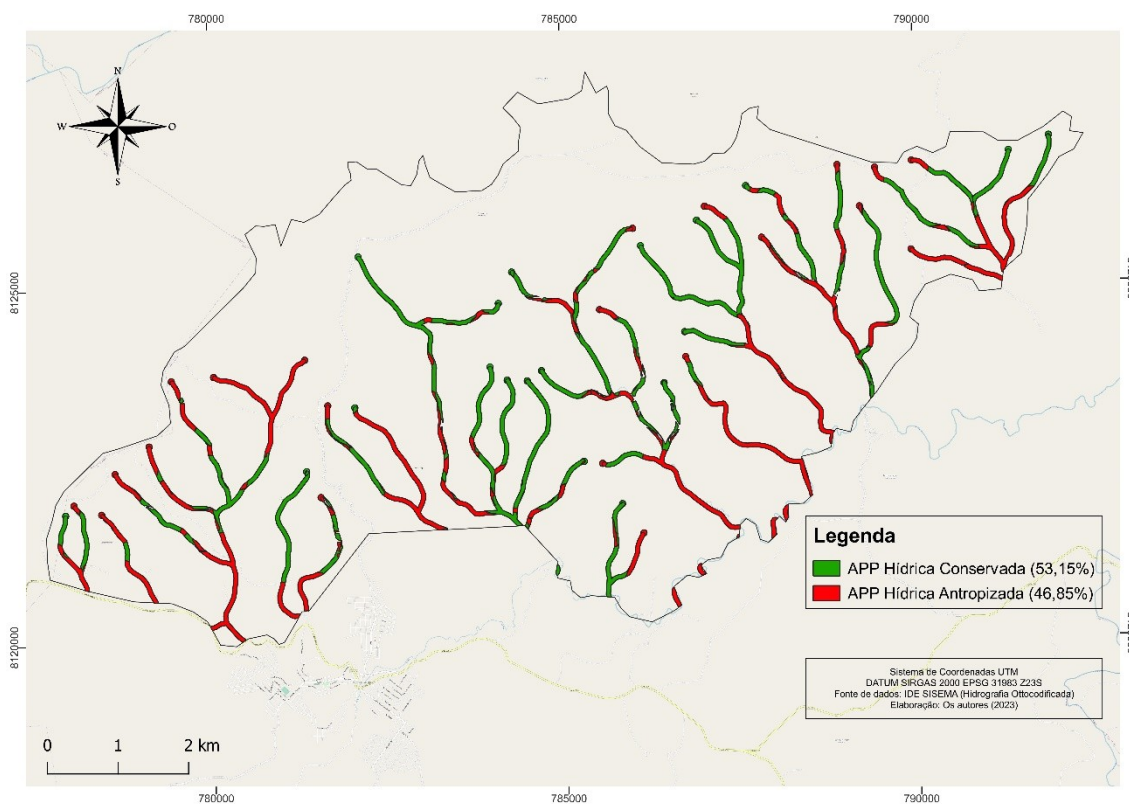 780000 785000 790000
N
W O
S
8125000
8120000
Legenda
APP Hídrica Conservada (53,15%)
APP Hídrica Antropizada (46,85%)
Sistema de Coordenadas UTM
DATUM SIRGAS 2000 EPSG 31983 Z23S
Fonte de dados: IDE SISEMA (Hidrografia Ottocodificada)
Elaboração: Os autores (2023)
0 1 2 km
780000 785000 790000